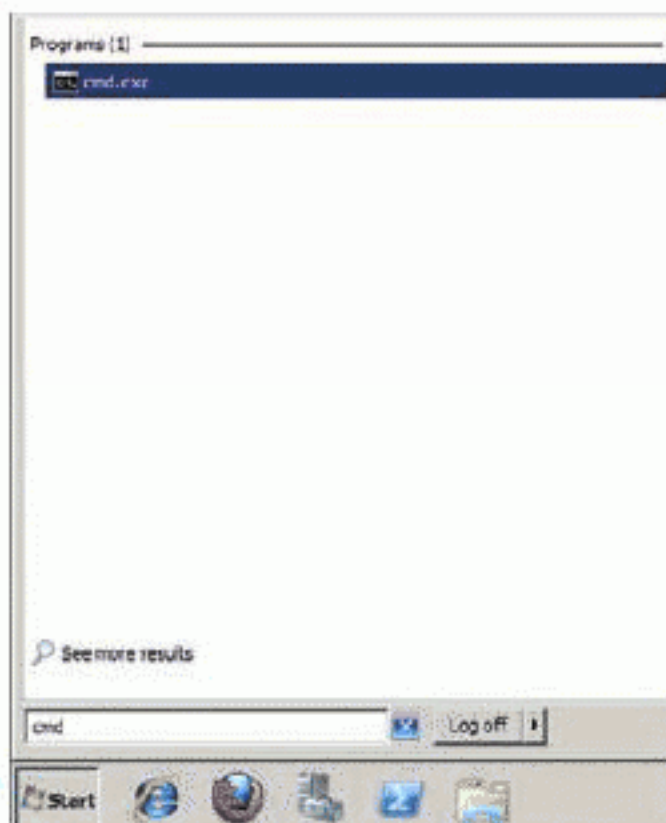 Programs (1)
cmd.exe
See more results
cmd
Log off
Start